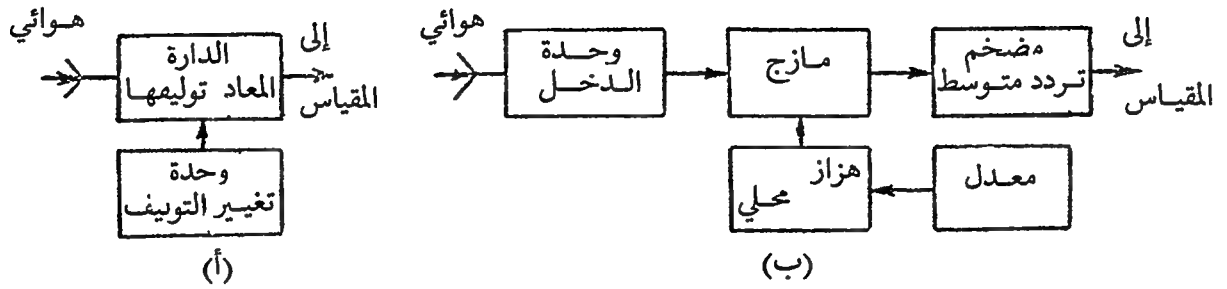 هوائي
الدارة
المعاد توليفها
إلى
المقياس
وحدة
تغيير التوليف
(أ)
هوائي
وحدة
الدخل
مازج
مضخم
تردد متوسط
إلى
المقياس
هزاز
محلي
معدل
(ب)